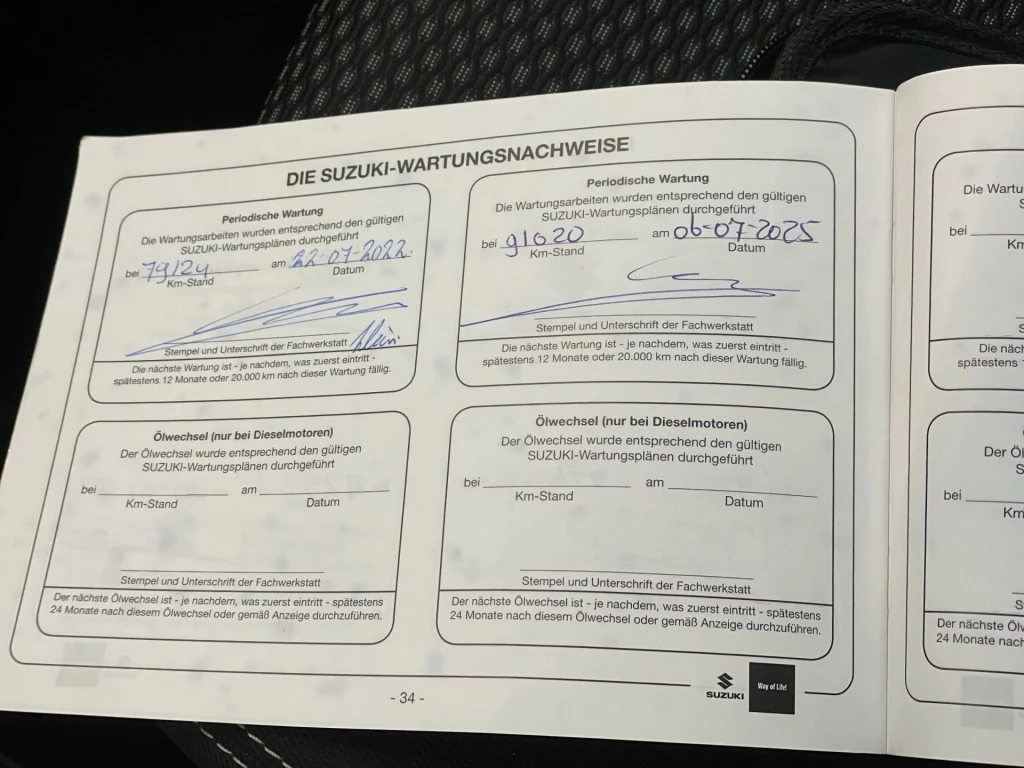 DIE SUZUKI-WARTUNGSNACHWEISE
Periodische Wartung
Die Wartungsarbeiten wurden entsprechend den gültigen
SUZUKI-Wartungsplänen durchgeführt
bei 79124 am 22-07-2022
Km-Stand Datum
Stempel und Unterschrift der Fachwerkstatt
Die nächste Wartung ist - je nachdem, was zuerst eintritt -
spätestens 12 Monate oder 20.000 km nach dieser Wartung fällig.
Periodische Wartung
Die Wartungsarbeiten wurden entsprechend den gültigen
SUZUKI-Wartungsplänen durchgeführt
bei 91020 am 06-07-2025
Km-Stand Datum
Stempel und Unterschrift der Fachwerkstatt
Die nächste Wartung ist - je nachdem, was zuerst eintritt -
spätestens 12 Monate oder 20.000 km nach dieser Wartung fällig.
Ölwechsel (nur bei Dieselmotoren)
Der Ölwechsel wurde entsprechend den gültigen
SUZUKI-Wartungsplänen durchgeführt
bei am
Km-Stand Datum
Stempel und Unterschrift der Fachwerkstatt
Der nächste Ölwechsel ist - je nachdem, was zuerst eintritt - spätestens
24 Monate nach diesem Ölwechsel oder gemäß Anzeige durchzuführen.
Ölwechsel (nur bei Dieselmotoren)
Der Ölwechsel wurde entsprechend den gültigen
SUZUKI-Wartungsplänen durchgeführt
bei am
Km-Stand Datum
Stempel und Unterschrift der Fachwerkstatt
Der nächste Ölwechsel ist - je nachdem, was zuerst eintritt - spätestens
24 Monate nach diesem Ölwechsel oder gemäß Anzeige durchzuführen.
- 34 -
SUZUKI
Way of Life!
Die Wartu
bei
Km
Die näch
spätestens
Der Öl
bei
Km
Der nächste Ölw
24 Monate nach